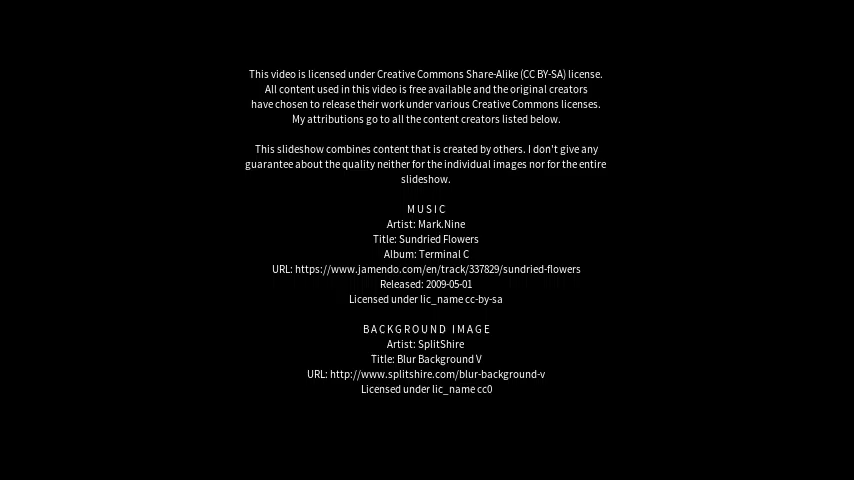 This video is licensed under Creative Commons Share-Alike (CC BY-SA) license.
All content used in this video is free available and the original creators
have chosen to release their work under various Creative Commons licenses.
My attributions go to all the content creators listed below.
This slideshow combines content that is created by others. I don't give any
guarantee about the quality neither for the individual images nor for the entire
slideshow.
MUSIC
Artist: Mark.Nine
Title: Sundried Flowers
Album: Terminal C
URL: https://www.jamendo.com/en/track/337829/sundried-flowers
Released: 2009-05-01
Licensed under lic_name cc-by-sa
BACKGROUND IMAGE
Artist: SplitShire
Title: Blur Background V
URL: http://www.splitshire.com/blur-background-v
Licensed under lic_name cc0